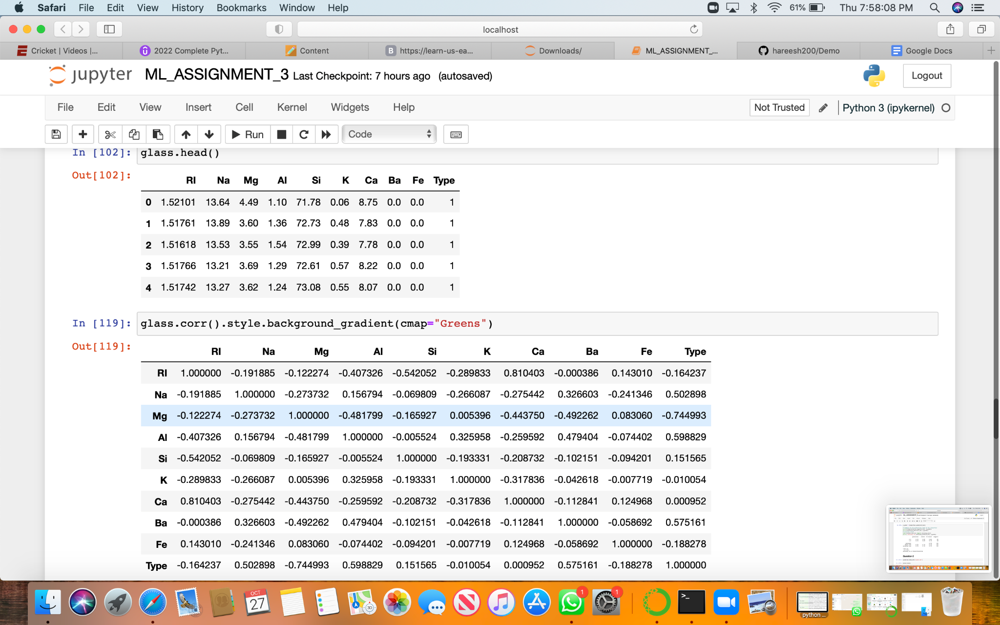 Safari File Edit View History Bookmarks Window Help 61% Thu 7:58:08 PM
localhost
Cricket | Videos |... 2022 Complete Pyt... Content B https://learn-us-ea... Downloads/ ML_ASSIGNMENT_... hareesh200/Demo Google Docs
jupyter ML_ASSIGNMENT_3 Last Checkpoint: 7 hours ago (autosaved) Logout
File Edit View Insert Cell Kernel Widgets Help Not Trusted Python 3 (ipykernel)
Run Code
In [102]: glass.head()
Out[102]:
RI Na Mg Al Si K Ca Ba Fe Type
0 1.52101 13.64 4.49 1.10 71.78 0.06 8.75 0.0 0.0 1
1 1.51761 13.89 3.60 1.36 72.73 0.48 7.83 0.0 0.0 1
2 1.51618 13.53 3.55 1.54 72.99 0.39 7.78 0.0 0.0 1
3 1.51766 13.21 3.69 1.29 72.61 0.57 8.22 0.0 0.0 1
4 1.51742 13.27 3.62 1.24 73.08 0.55 8.07 0.0 0.0 1
In [119]: glass.corr().style.background_gradient(cmap="Greens")
Out[119]:
RI Na Mg Al Si K Ca Ba Fe Type
RI 1.000000 -0.191885 -0.122274 -0.407326 -0.542052 -0.289833 0.810403 -0.000386 0.143010 -0.164237
Na -0.191885 1.000000 -0.273732 0.156794 -0.069809 -0.266087 -0.275442 0.326603 -0.241346 0.502898
Mg -0.122274 -0.273732 1.000000 -0.481799 -0.165927 0.005396 -0.443750 -0.492262 0.083060 -0.744993
Al -0.407326 0.156794 -0.481799 1.000000 -0.005524 0.325958 -0.259592 0.479404 -0.074402 0.598829
Si -0.542052 -0.069809 -0.165927 -0.005524 1.000000 -0.193331 -0.208732 -0.102151 -0.094201 0.151565
K -0.289833 -0.266087 0.005396 0.325958 -0.193331 1.000000 -0.317836 -0.042618 -0.007719 -0.010054
Ca 0.810403 -0.275442 -0.443750 -0.259592 -0.208732 -0.317836 1.000000 -0.112841 0.124968 0.000952
Ba -0.000386 0.326603 -0.492262 0.479404 -0.102151 -0.042618 -0.112841 1.000000 -0.058692 0.575161
Fe 0.143010 -0.241346 0.083060 -0.074402 -0.094201 -0.007719 0.124968 -0.058692 1.000000 -0.188278
Type -0.164237 0.502898 -0.744993 0.598829 0.151565 -0.010054 0.000952 0.575161 -0.188278 1.000000
Question 2
OCT
27
3D
1
1
>_
python ...